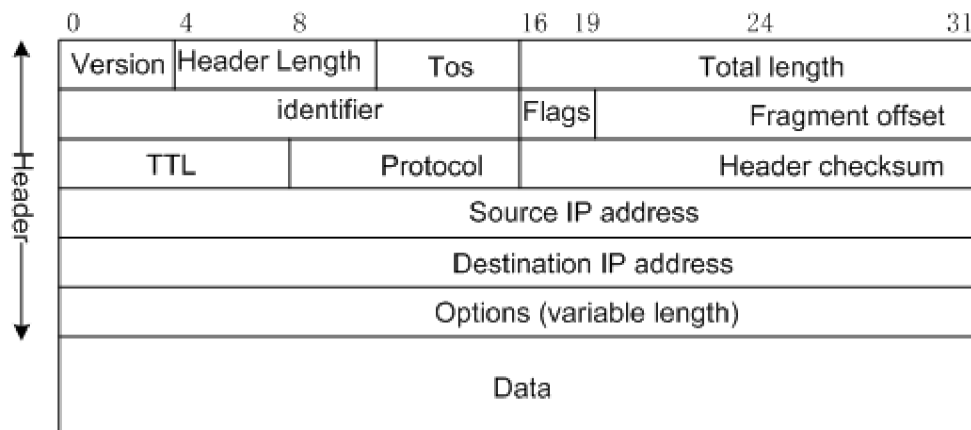 0 4 8 16 19 24 31
Version Header Length Tos Total length
identifier Flags Fragment offset
TTL Protocol Header checksum
Header
Source IP address
Destination IP address
Options (variable length)
Data